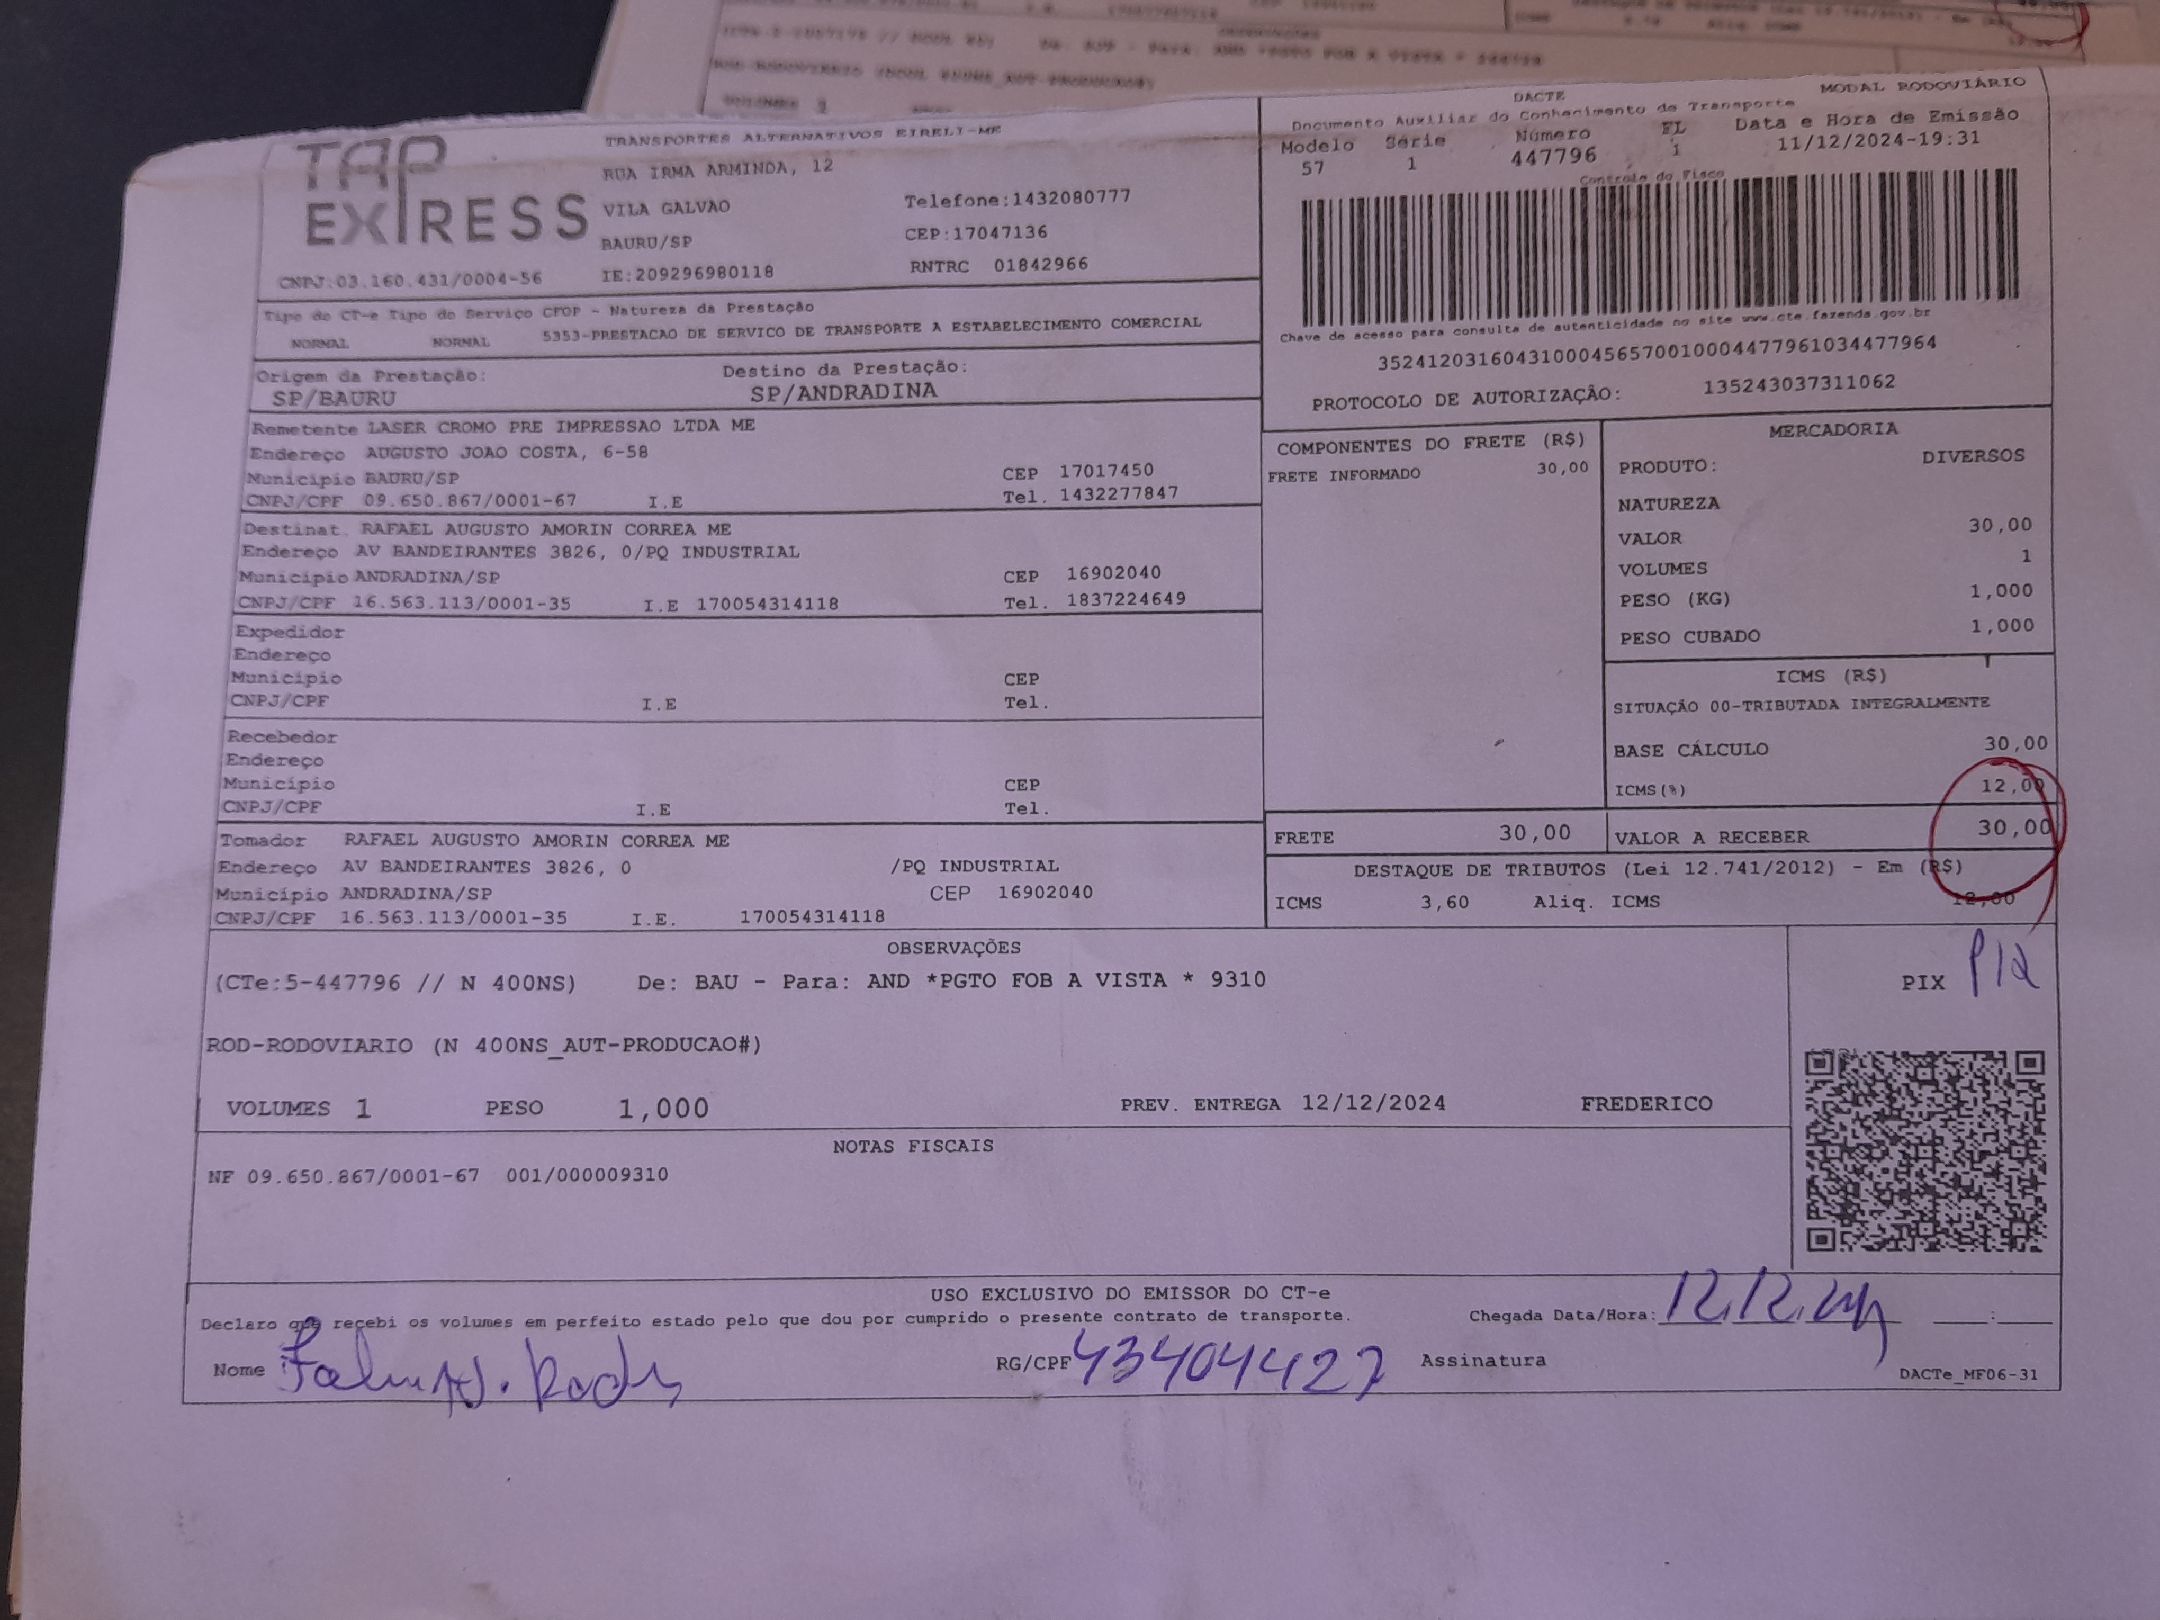 TAP EXPRESS
TRANSPORTES ALTERNATIVOS EIRELI-ME
RUA IRMA ARMINDA, 12
VILA GALVAO Telefone:1432080777
BAURU/SP CEP:17047136
CNPJ:03.160.431/0004-56 IE:209296980118 RNTRC 01842966
DACTE MODAL RODOVIÁRIO
Documento Auxiliar do Conhecimento de Transporte
Modelo Série Número FL Data e Hora de Emissão
57 1 447796 1 11/12/2024-19:31
Controle do Fisco
Chave de acesso para consulta de autenticidade no site www.cte.fazenda.gov.br
35241203160431000456570010004477961034477964
PROTOCOLO DE AUTORIZAÇÃO: 135243037311062
Tipo do CT-e Tipo do Serviço CFOP - Natureza da Prestação
NORMAL NORMAL 5353-PRESTACAO DE SERVICO DE TRANSPORTE A ESTABELECIMENTO COMERCIAL
Origem da Prestação: Destino da Prestação:
SP/BAURU SP/ANDRADINA
Remetente LASER CROMO PRE IMPRESSAO LTDA ME
Endereço AUGUSTO JOAO COSTA, 6-58
Município BAURU/SP CEP 17017450
CNPJ/CPF 09.650.867/0001-67 I.E Tel. 1432277847
Destinat. RAFAEL AUGUSTO AMORIN CORREA ME
Endereço AV BANDEIRANTES 3826, 0/PQ INDUSTRIAL
Município ANDRADINA/SP CEP 16902040
CNPJ/CPF 16.563.113/0001-35 I.E 170054314118 Tel. 1837224649
Expedidor
Endereço
Município CEP
CNPJ/CPF I.E Tel.
Recebedor
Endereço
Município CEP
CNPJ/CPF I.E Tel.
Tomador RAFAEL AUGUSTO AMORIN CORREA ME
Endereço AV BANDEIRANTES 3826, 0 /PQ INDUSTRIAL
Município ANDRADINA/SP CEP 16902040
CNPJ/CPF 16.563.113/0001-35 I.E. 170054314118
COMPONENTES DO FRETE (R$)
FRETE INFORMADO 30,00
MERCADORIA
PRODUTO: DIVERSOS
NATUREZA
VALOR 30,00
VOLUMES 1
PESO (KG) 1,000
PESO CUBADO 1,000
ICMS (R$)
SITUAÇÃO 00-TRIBUTADA INTEGRALMENTE
BASE CÁLCULO 30,00
ICMS(%) 12,00
FRETE 30,00 VALOR A RECEBER 30,00
DESTAQUE DE TRIBUTOS (Lei 12.741/2012) - Em (R$)
ICMS 3,60 Aliq. ICMS 12,00
OBSERVAÇÕES
(CTe:5-447796 // N 400NS) De: BAU - Para: AND *PGTO FOB A VISTA * 9310
PIX PIX
ROD-RODOVIARIO (N 400NS_AUT-PRODUCAO#)
VOLUMES 1 PESO 1,000 PREV. ENTREGA 12/12/2024 FREDERICO
NOTAS FISCAIS
NF 09.650.867/0001-67 001/000009310
USO EXCLUSIVO DO EMISSOR DO CT-e
Declaro que recebi os volumes em perfeito estado pelo que dou por cumprido o presente contrato de transporte. Chegada Data/Hora: 12.12.24 :
Nome RG/CPF 43404427 Assinatura
DACTe_MF06-31